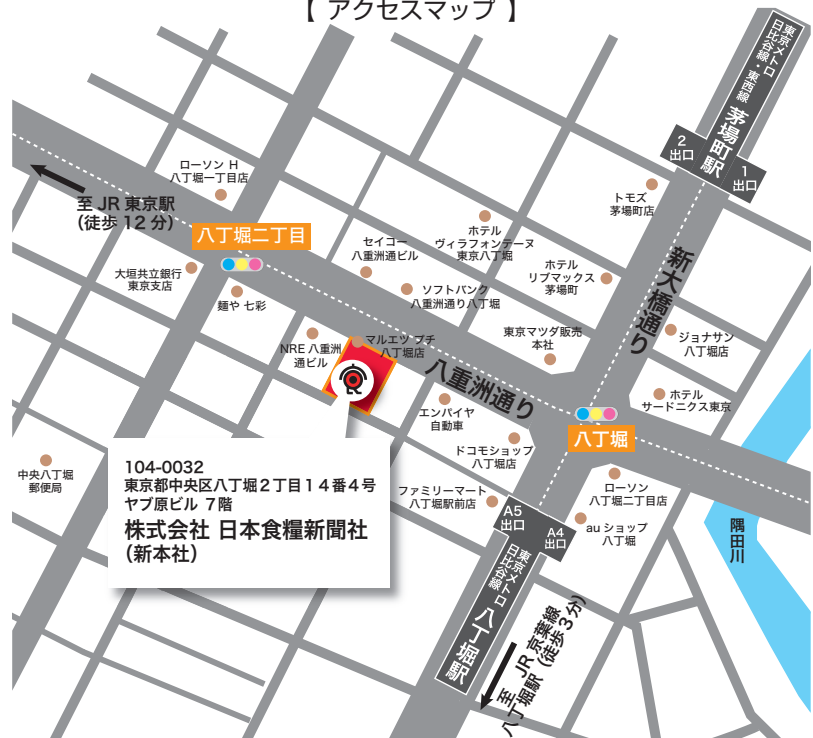 【 アクセスマップ 】
東京メトロ
日比谷線・東西線
茅場町駅
2
出口
1
出口
ローソン H
八丁堀一丁目店
至 JR 東京駅
（徒歩 12 分）
トモズ
茅場町店
八丁堀二丁目
ホテル
ヴィラフォンテーヌ
東京八丁堀
セイコー
八重洲通ビル
大垣共立銀行
東京支店
ホテル
リブマックス
茅場町
新大橋通り
ソフトバンク
八重洲通り八丁堀
麺や 七彩
東京マツダ販売
本社
ジョナサン
八丁堀店
NRE 八重洲
通ビル
マルエツ プチ
八丁堀店
八重洲通り
ホテル
サードニクス東京
エンパイヤ
自動車
八丁堀
ドコモショップ
八丁堀店
中央八丁堀
郵便局
104-0032
東京都中央区八丁堀２丁目１４番４号
ヤブ原ビル ７階
株式会社 日本食糧新聞社
（新本社）
ローソン
八丁堀二丁目店
ファミリーマート
八丁堀駅前店
A5
出口
A4
出口
au ショップ
八丁堀
隅田川
東京メトロ
日比谷線
八丁堀駅
至 JR 京葉線
八丁堀駅（徒歩 3 分）